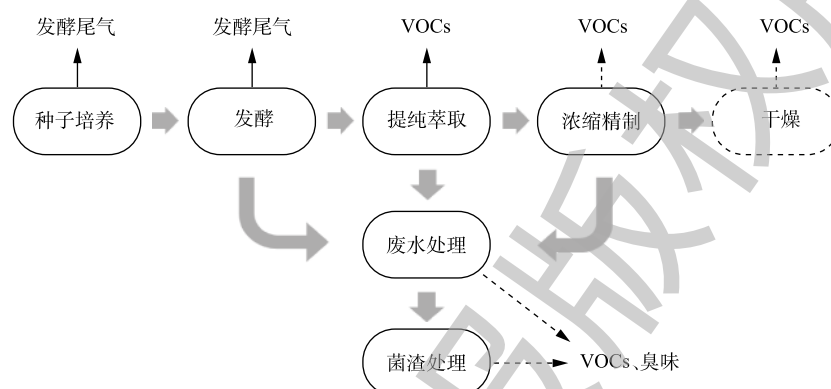 发酵尾气 发酵尾气 VOCs VOCs VOCs
种子培养 发酵 提纯萃取 浓缩精制 干燥
废水处理
菌渣处理 VOCs、臭味
版权